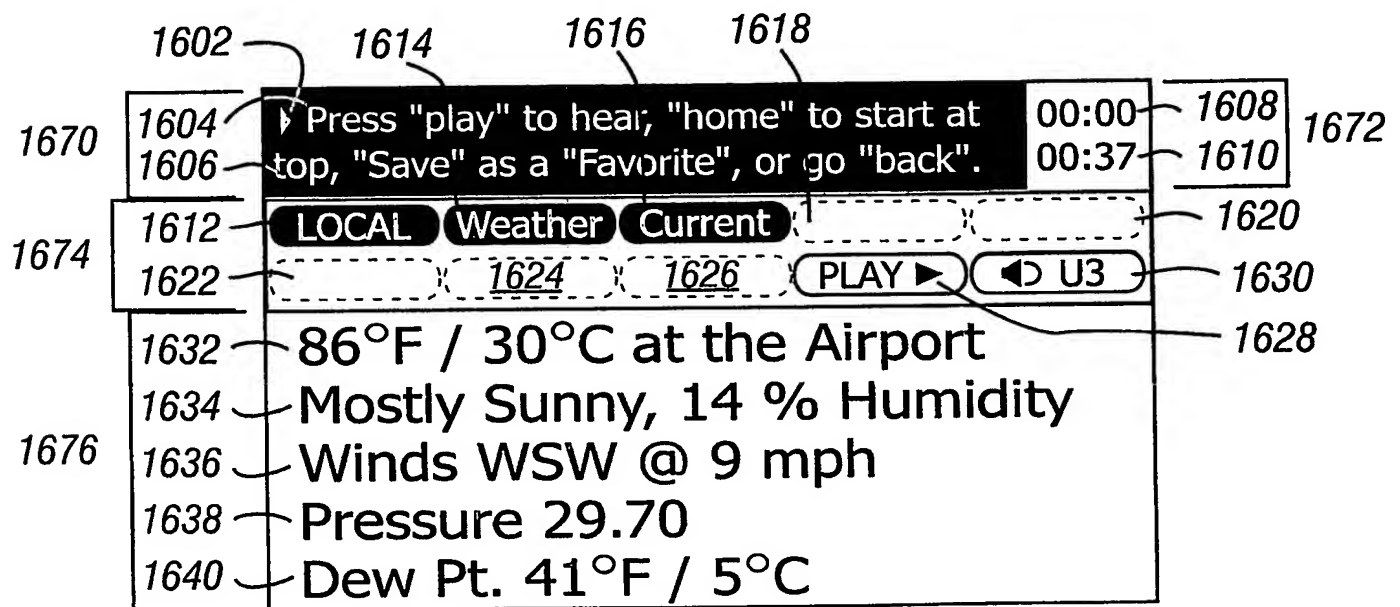 1602 1614 1616 1618
1670 1604 Press "play" to hear, "home" to start at 00:00 1608 1672
1606 top, "Save" as a "Favorite", or go "back". 00:37 1610
1674 1612 LOCAL Weather Current 1620
1622 1624 1626 PLAY ► U3 1630
1632 86°F / 30°C at the Airport 1628
1634 Mostly Sunny, 14 % Humidity
1676 1636 Winds WSW @ 9 mph
1638 Pressure 29.70
1640 Dew Pt. 41°F / 5°C